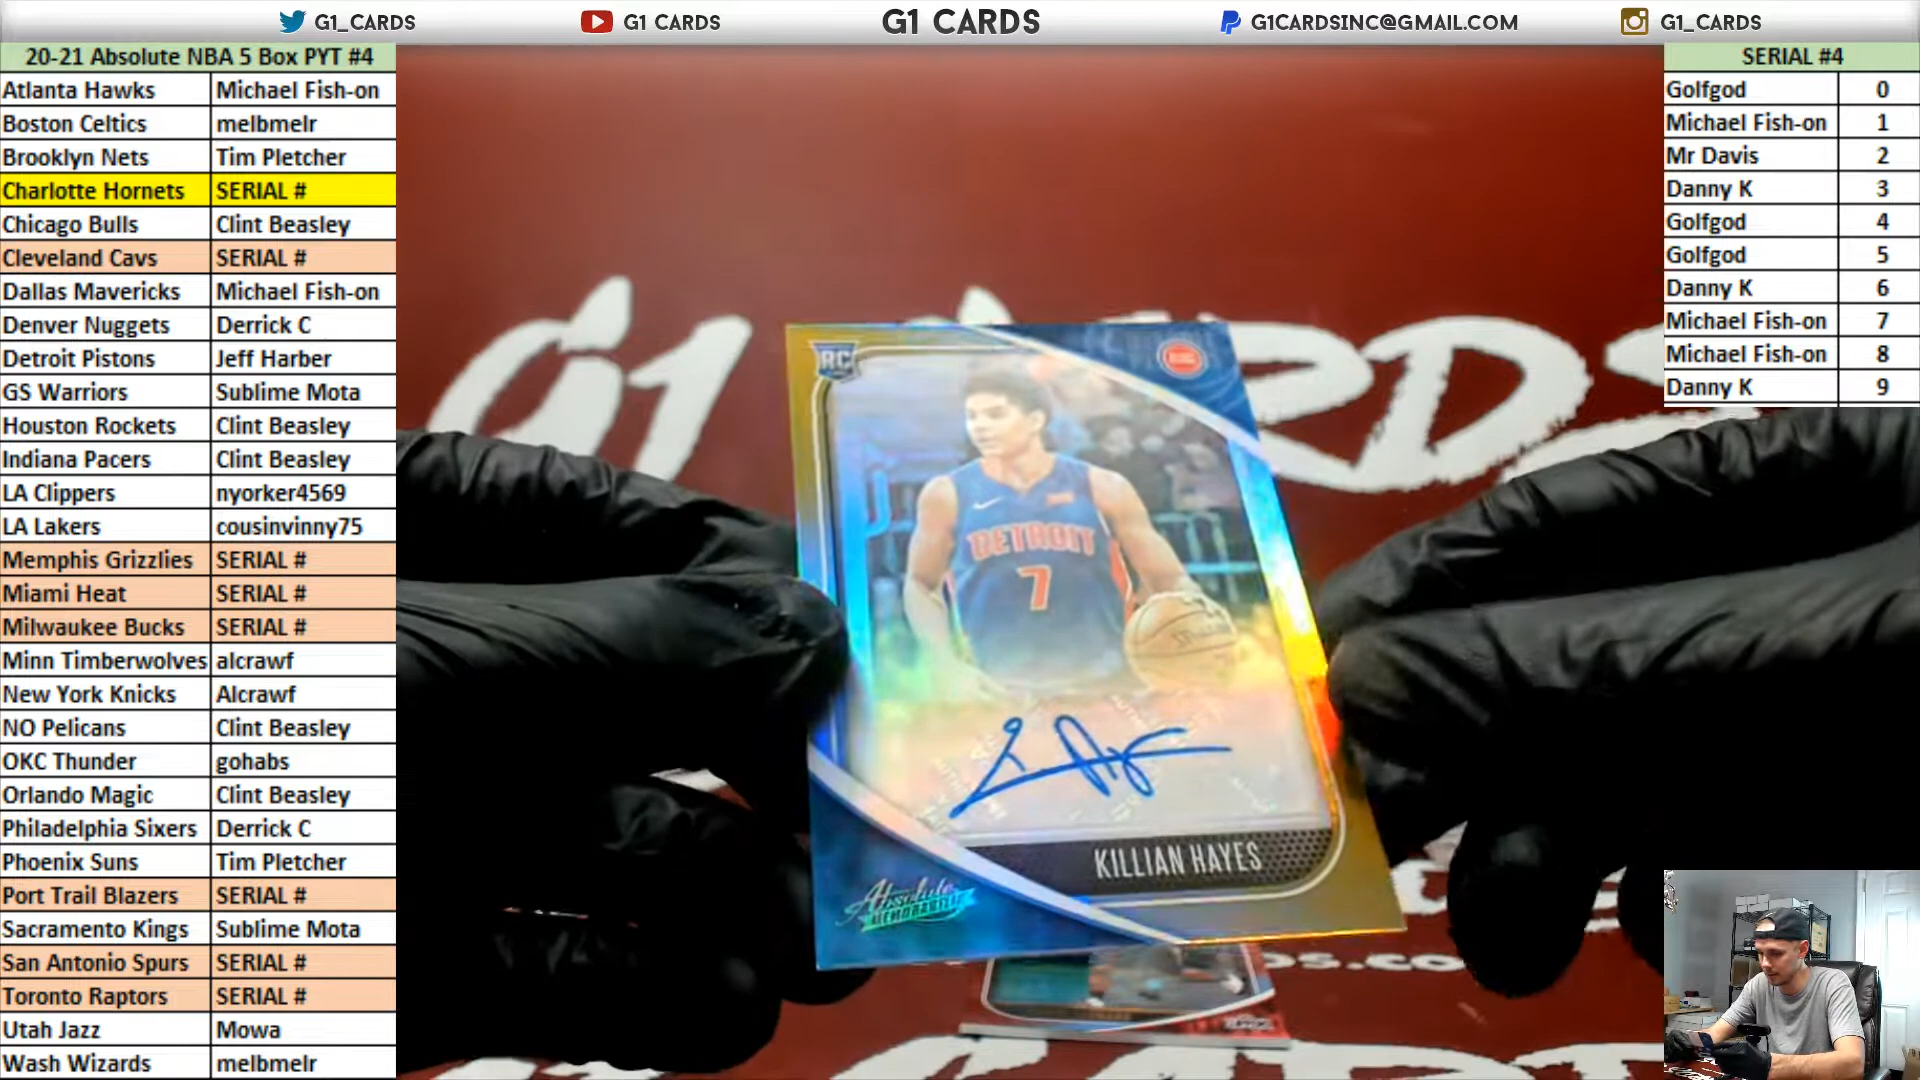 G1_CARDS G1 CARDS G1 CARDS G1CARDSINC@GMAIL.COM G1_CARDS
20-21 Absolute NBA 5 Box PYT #4
Atlanta Hawks Michael Fish-on
Boston Celtics melbmelr
Brooklyn Nets Tim Pletcher
Charlotte Hornets SERIAL #
Chicago Bulls Clint Beasley
Cleveland Cavs SERIAL #
Dallas Mavericks Michael Fish-on
Denver Nuggets Derrick C
Detroit Pistons Jeff Harber
GS Warriors Sublime Mota
Houston Rockets Clint Beasley
Indiana Pacers Clint Beasley
LA Clippers nyorker4569
LA Lakers cousinvinny75
Memphis Grizzlies SERIAL #
Miami Heat SERIAL #
Milwaukee Bucks SERIAL #
Minn Timberwolves alcrawf
New York Knicks Alcrawf
NO Pelicans Clint Beasley
OKC Thunder gohabs
Orlando Magic Clint Beasley
Philadelphia Sixers Derrick C
Phoenix Suns Tim Pletcher
Port Trail Blazers SERIAL #
Sacramento Kings Sublime Mota
San Antonio Spurs SERIAL #
Toronto Raptors SERIAL #
Utah Jazz Mowa
Wash Wizards melbmelr
SERIAL #4
Golfgod 0
Michael Fish-on 1
Mr Davis 2
Danny K 3
Golfgod 4
Golfgod 5
Danny K 6
Michael Fish-on 7
Michael Fish-on 8
Danny K 9
G1 CARDS
RC
DETROIT
7
KILLIAN HAYES
Absolute
MEMORABILIA